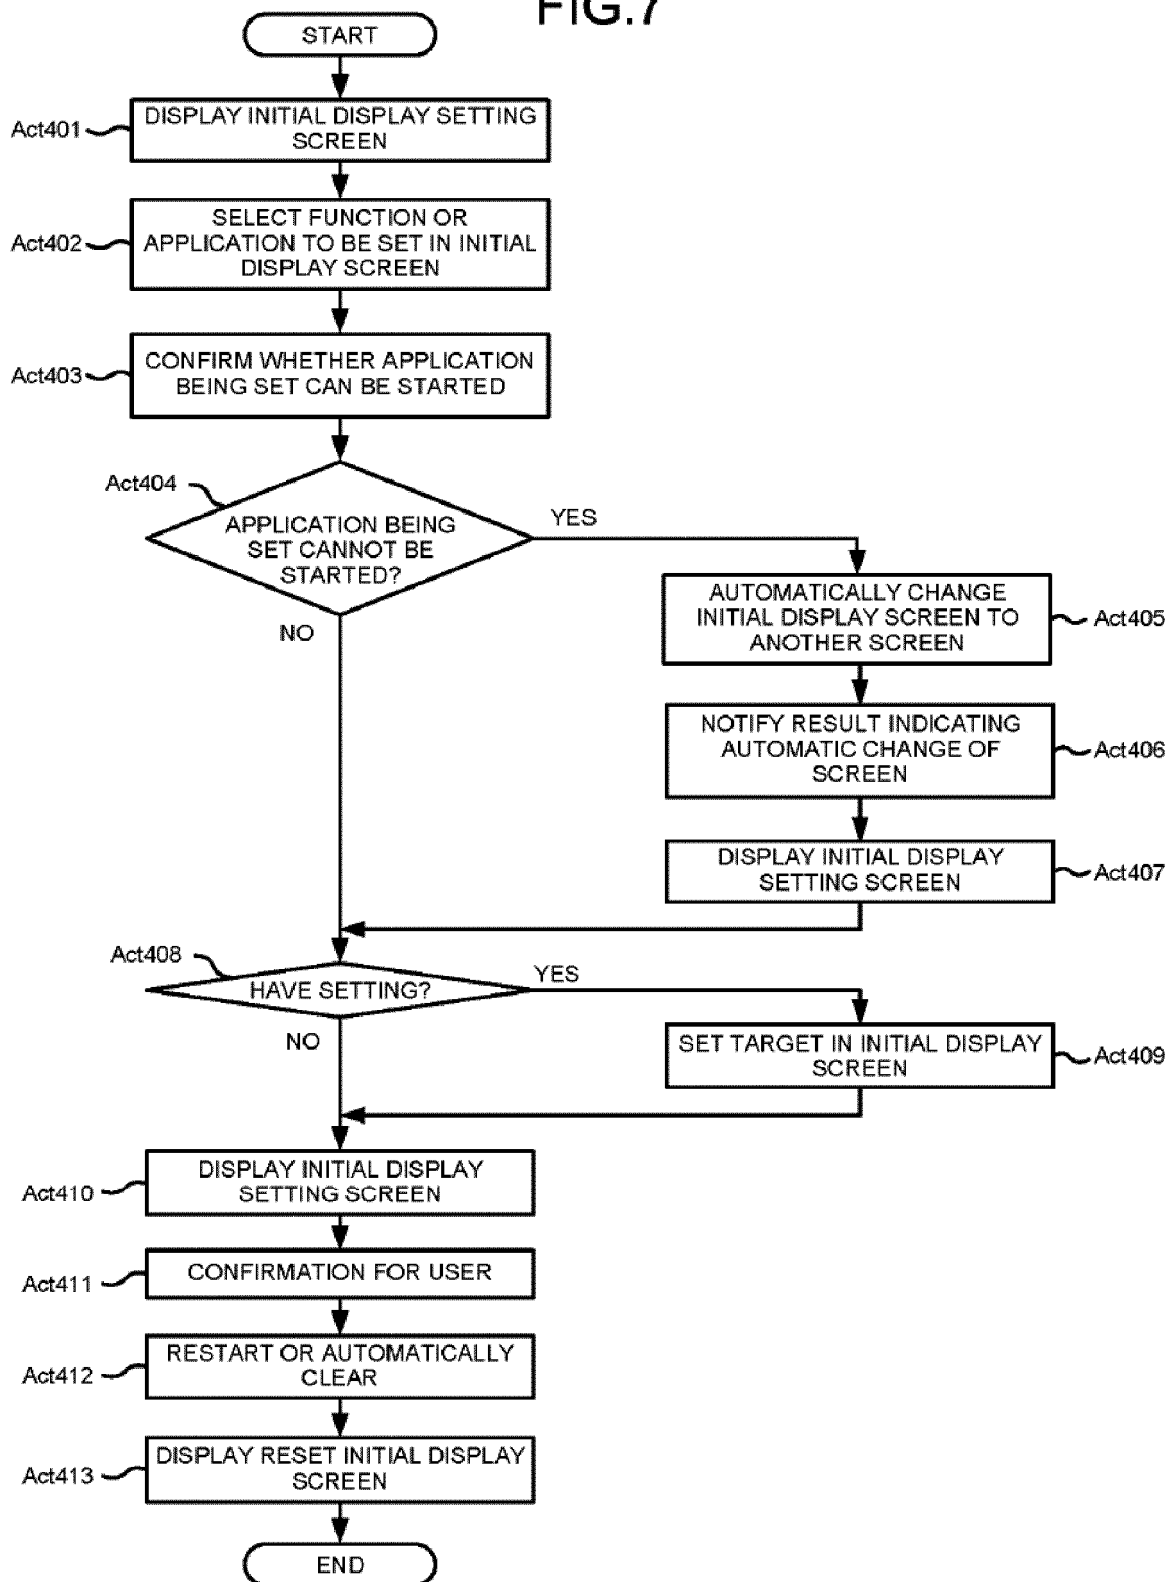 FIG.7
START
Act401
DISPLAY INITIAL DISPLAY SETTING
SCREEN
Act402
SELECT FUNCTION OR
APPLICATION TO BE SET IN INITIAL
DISPLAY SCREEN
Act403
CONFIRM WHETHER APPLICATION
BEING SET CAN BE STARTED
Act404
APPLICATION BEING
SET CANNOT BE
STARTED?
YES
NO
AUTOMATICALLY CHANGE
INITIAL DISPLAY SCREEN TO
ANOTHER SCREEN
Act405
NOTIFY RESULT INDICATING
AUTOMATIC CHANGE OF
SCREEN
Act406
DISPLAY INITIAL DISPLAY
SETTING SCREEN
Act407
Act408
HAVE SETTING?
YES
NO
SET TARGET IN INITIAL DISPLAY
SCREEN
Act409
Act410
DISPLAY INITIAL DISPLAY
SETTING SCREEN
Act411
CONFIRMATION FOR USER
Act412
RESTART OR AUTOMATICALLY
CLEAR
Act413
DISPLAY RESET INITIAL DISPLAY
SCREEN
END